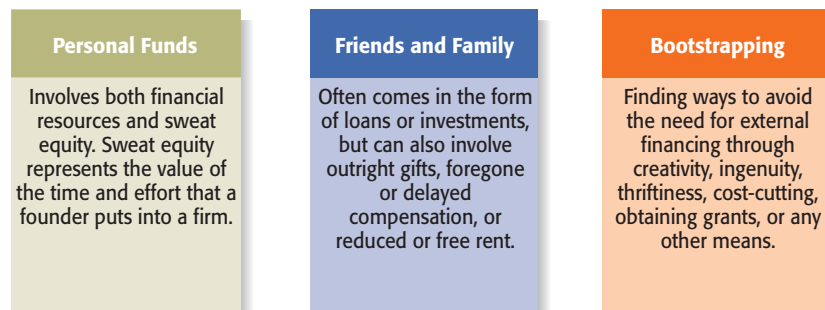 Personal Funds
Involves both financial
resources and sweat
equity. Sweat equity
represents the value of
the time and effort that a
founder puts into a firm.
Friends and Family
Often comes in the form
of loans or investments,
but can also involve
outright gifts, foregone
or delayed
compensation, or
reduced or free rent.
Bootstrapping
Finding ways to avoid
the need for external
financing through
creativity, ingenuity,
thriftiness, cost-cutting,
obtaining grants, or any
other means.